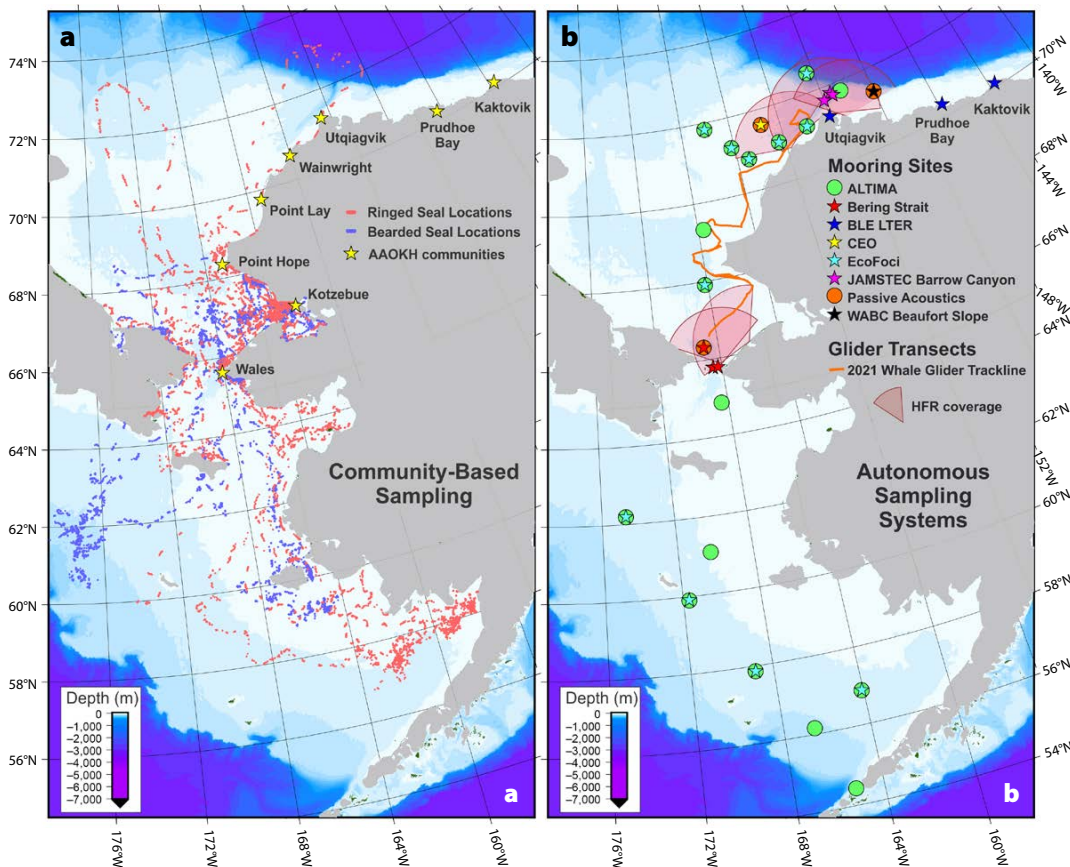 a
74°N
72°N
70°N
68°N
66°N
64°N
62°N
60°N
58°N
56°N
Kaktovik
Prudhoe
Bay
Utqiagvik
Wainwright
Point Lay
Point Hope
Kotzebue
Wales
Ringed Seal Locations
Bearded Seal Locations
AAOKH communities
Community-Based
Sampling
Depth (m)
0
−1,000
−2,000
−3,000
−4,000
−5,000
−6,000
−7,000
a
176°W
172°W
168°W
164°W
160°W
b
70°N
140°W
68°N
144°W
66°N
148°W
64°N
62°N
152°W
60°N
58°N
56°N
54°N
Kaktovik
Prudhoe
Bay
Utqiagvik
Mooring Sites
ALTIMA
Bering Strait
BLE LTER
CEO
EcoFoci
JAMSTEC Barrow Canyon
Passive Acoustics
WABC Beaufort Slope
Glider Transects
2021 Whale Glider Trackline
HFR coverage
Autonomous
Sampling
Systems
Depth (m)
0
−1,000
−2,000
−3,000
−4,000
−5,000
−6,000
−7,000
b
176°W
172°W
168°W
164°W
160°W